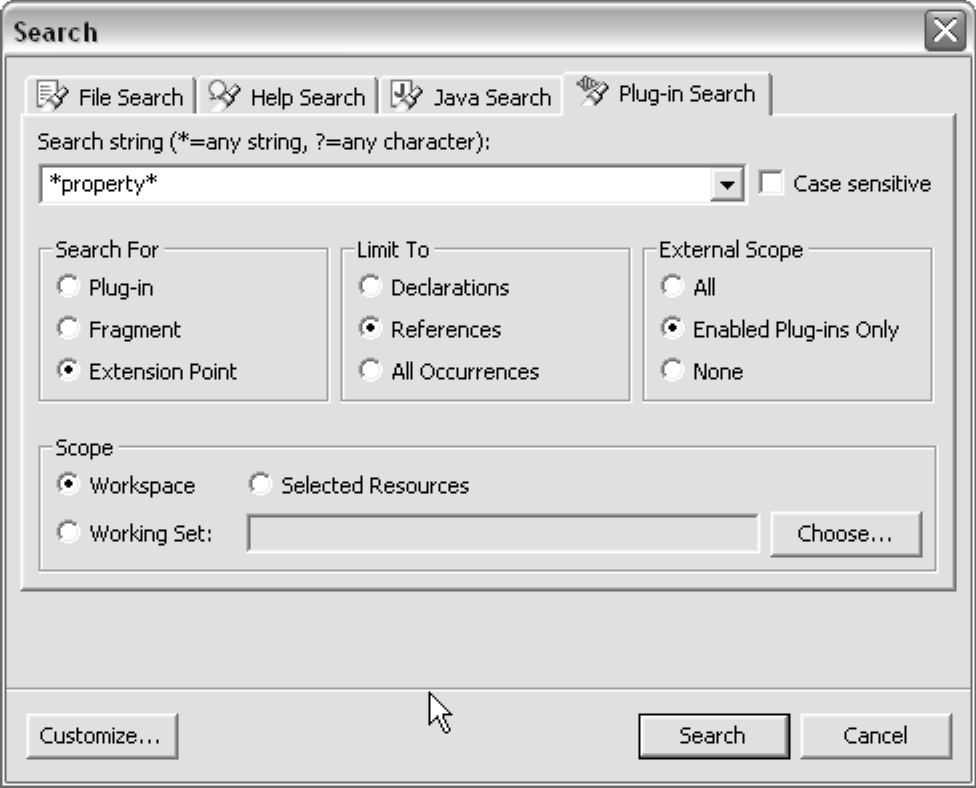 Search
File Search Help Search Java Search Plug-in Search
Search string (*=any string, ?=any character):
*property* Case sensitive
Search For Limit To External Scope
Plug-in Declarations All
Fragment References Enabled Plug-ins Only
Extension Point All Occurrences None
Scope
Workspace Selected Resources
Working Set: Choose...
Customize... Search Cancel